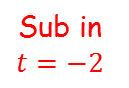 Sub in
t = −2